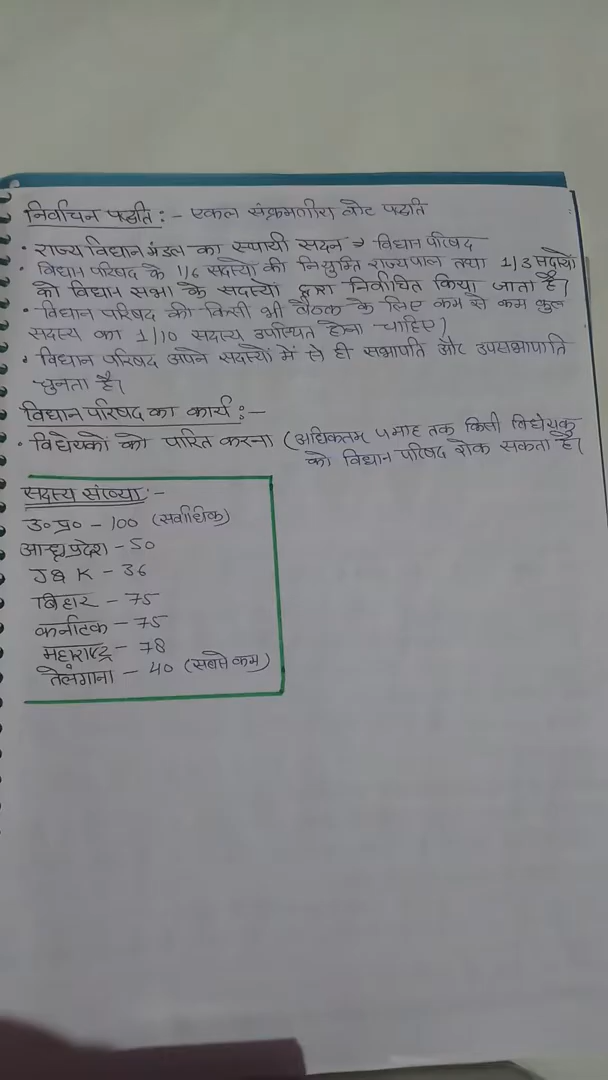 निर्वाचन पद्धति :- एकल संक्रमणीय वोट पद्धति
• राज्य विधान मंडल का स्थायी सदन → विधान परिषद
• विधान परिषद के 1/6 सदस्यों की नियुक्ति राज्यपाल तथा 1/3 सदस्यों
को विधान सभा के सदस्यों द्वारा निर्वाचित किया जाता है।
• विधान परिषद की किसी भी बैठक के लिए कम से कम कुल
सदस्य का 1/10 सदस्य उपस्थित होना चाहिए।
• विधान परिषद अपने सदस्यों में से ही सभापति और उपसभापति
चुनता है।
विधान परिषद का कार्य :-
• विधेयकों को पारित करना (अधिकतम 4 माह तक किसी विधेयक
को विधान परिषद रोक सकता है।
सदस्य संख्या :-
उ०प्र० - 100 (सर्वाधिक)
आन्ध्र प्रदेश - 50
J & K - 36
बिहार - 75
कर्नाटक - 75
महाराष्ट्र - 78
तेलंगाना - 40 (सबसे कम)